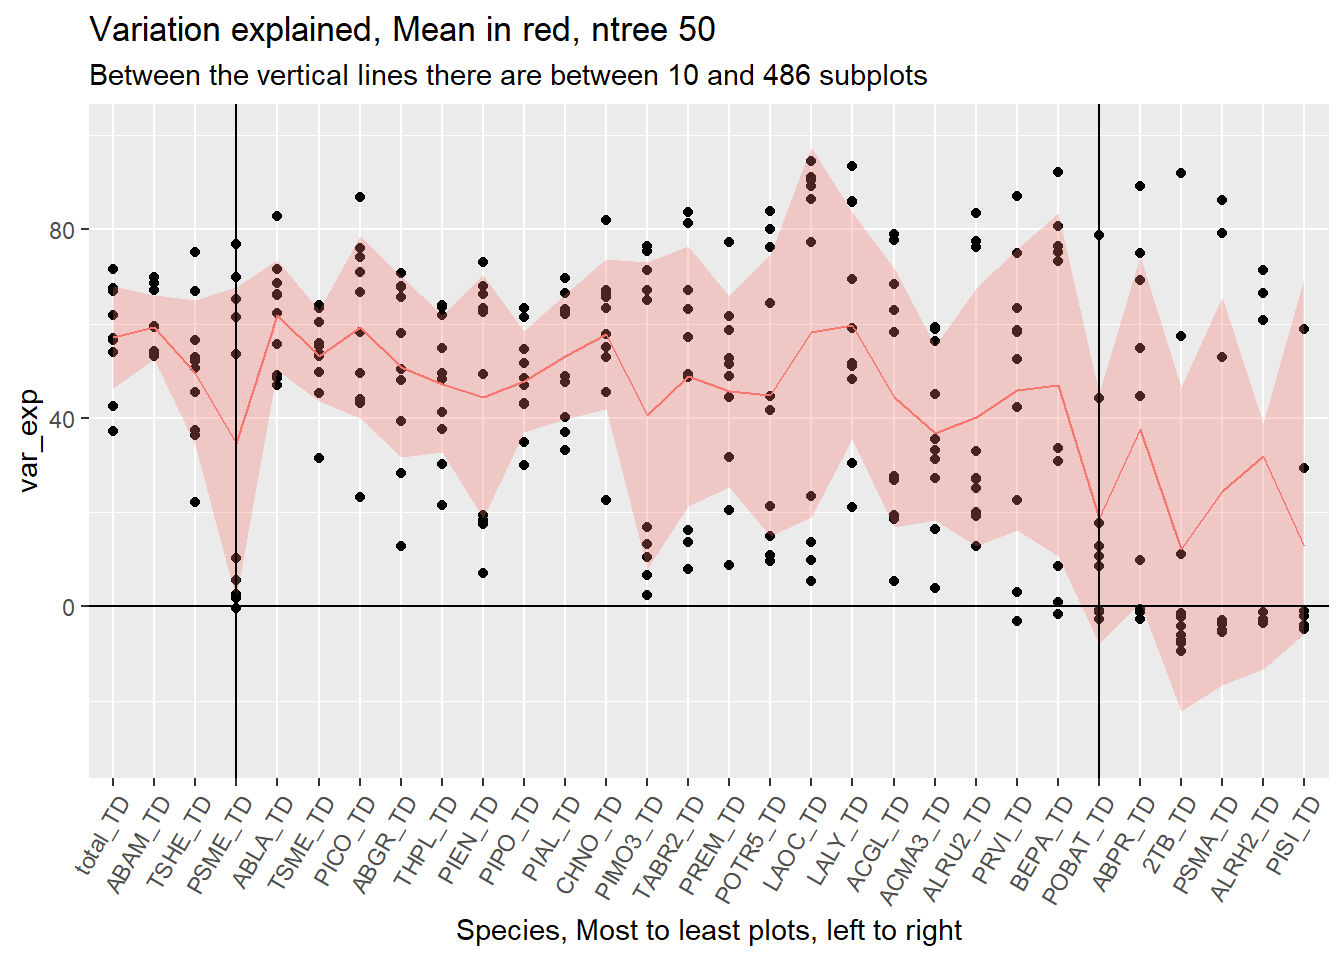 Variation explained, Mean in red, ntree 50
Between the vertical lines there are between 10 and 486 subplots
var_exp
80
40
0
total_TD
ABAM_TD
TSHE_TD
PSME_TD
ABLA_TD
TSME_TD
PICO_TD
ABGR_TD
THPL_TD
PIEN_TD
PIPO_TD
PIAL_TD
CHNO_TD
PIMO3_TD
TABR2_TD
PREM_TD
POTR5_TD
LAOC_TD
LALY_TD
ACGL_TD
ACMA3_TD
ALRU2_TD
PRVI_TD
BEPA_TD
POBAT_TD
ABPR_TD
2TB_TD
PSMA_TD
ALRH2_TD
PISI_TD
Species, Most to least plots, left to right